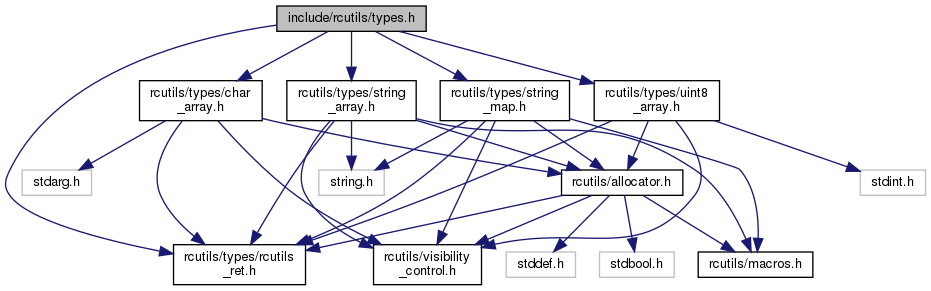 include/rcutils/types.h
rcutils/types/char
_array.h
rcutils/types/string
_array.h
rcutils/types/string
_map.h
rcutils/types/uint8
_array.h
stdarg.h
string.h
rcutils/allocator.h
stdint.h
rcutils/types/rcutils
_ret.h
rcutils/visibility
_control.h
stddef.h
stdbool.h
rcutils/macros.h